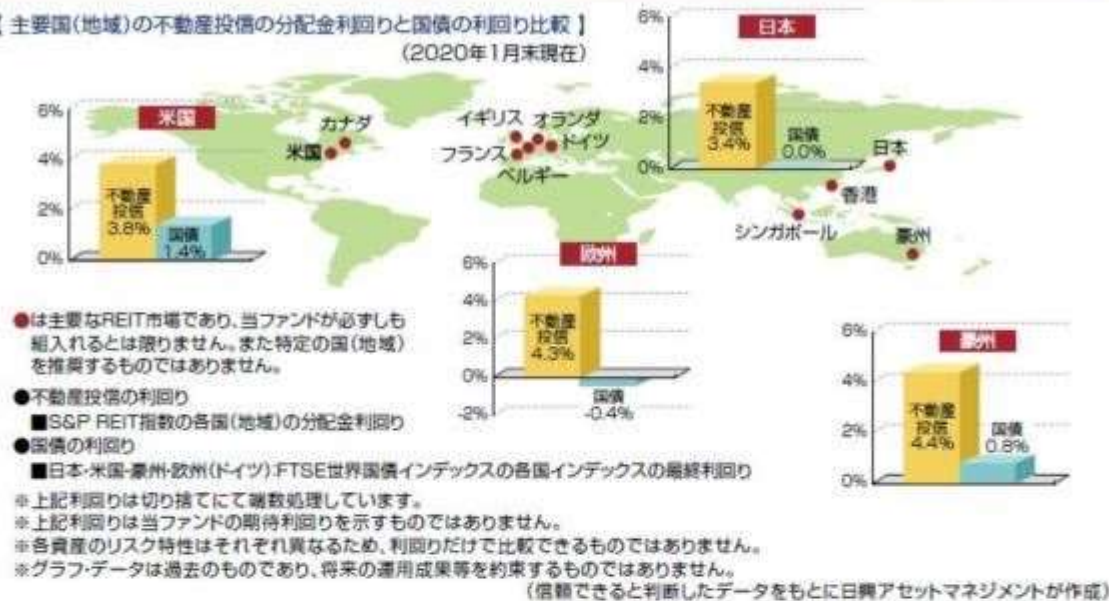 【 主要国(地域)の不動産投信の分配金利回りと国債の利回り比較 】
(2020年1月末現在)
米国
6%
4%
2%
0%
不動産
投信
3.8%
国債
1.4%
カナダ
米国
イギリス
オランダ
フランス
ドイツ
ベルギー
日本
6%
4%
2%
0%
不動産
投信
3.4%
国債
0.0%
日本
香港
シンガポール
豪州
欧州
6%
4%
2%
0%
-2%
不動産
投信
4.3%
国債
-0.4%
豪州
6%
4%
2%
0%
不動産
投信
4.4%
国債
0.8%
●は主要なREIT市場であり、当ファンドが必ずしも
組入れるとは限りません。また特定の国(地域)
を推奨するものではありません。
●不動産投信の利回り
■S&P REIT指数の各国(地域)の分配金利回り
●国債の利回り
■日本・米国・豪州・欧州(ドイツ):FTSE世界国債インデックスの各国インデックスの最終利回り
※上記利回りは切り捨てにて端数処理しています。
※上記利回りは当ファンドの期待利回りを示すものではありません。
※各資産のリスク特性はそれぞれ異なるため、利回りだけで比較できるものではありません。
※グラフ・データは過去のものであり、将来の運用成果等を約束するものではありません。
(信頼できると判断したデータをもとに日興アセットマネジメントが作成)